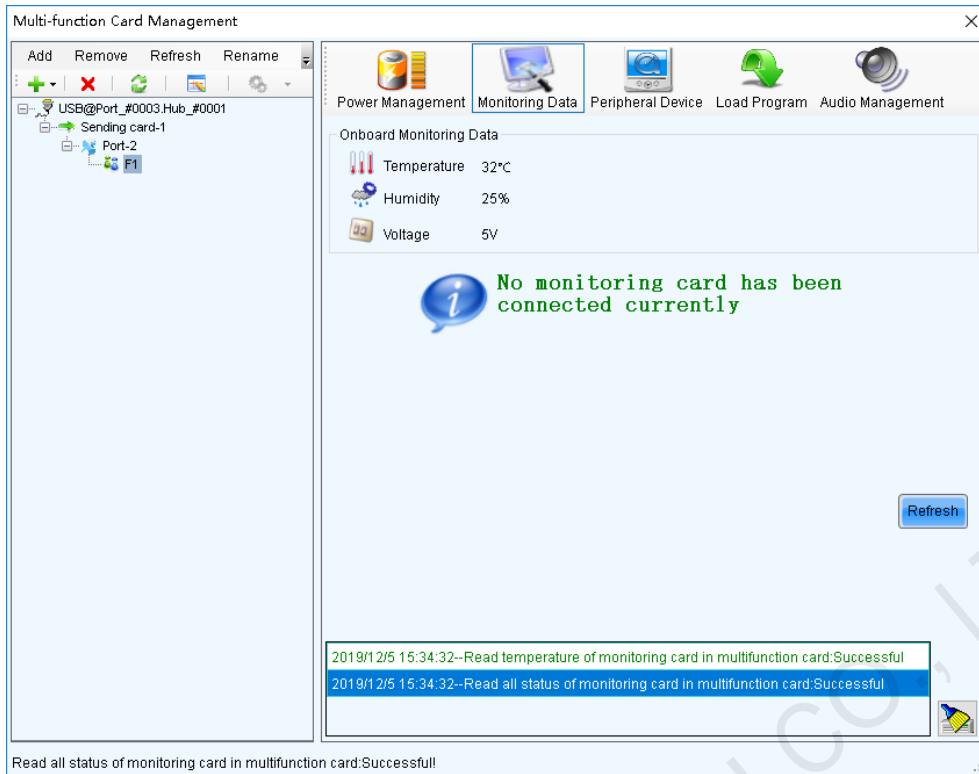 Multi-function Card Management
Add Remove Refresh Rename
USB@Port_#0003.Hub_#0001
Sending card-1
Port-2
F1
Power Management Monitoring Data Peripheral Device Load Program Audio Management
Onboard Monitoring Data
Temperature 32℃
Humidity 25%
Voltage 5V
No monitoring card has been
connected currently
Refresh
2019/12/5 15:34:32--Read temperature of monitoring card in multifunction card:Successful
2019/12/5 15:34:32--Read all status of monitoring card in multifunction card:Successful
Read all status of monitoring card in multifunction card:Successful!